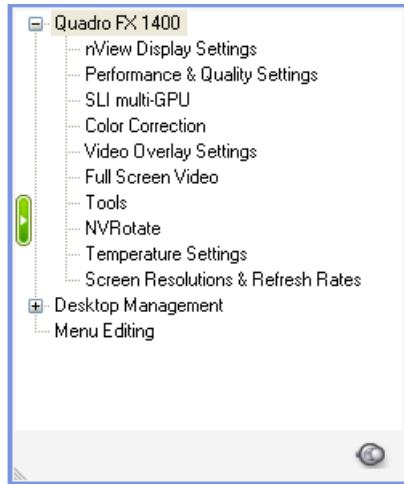 Quadro FX 1400
nView Display Settings
Performance & Quality Settings
SLI multi-GPU
Color Correction
Video Overlay Settings
Full Screen Video
Tools
NVRotate
Temperature Settings
Screen Resolutions & Refresh Rates
Desktop Management
Menu Editing